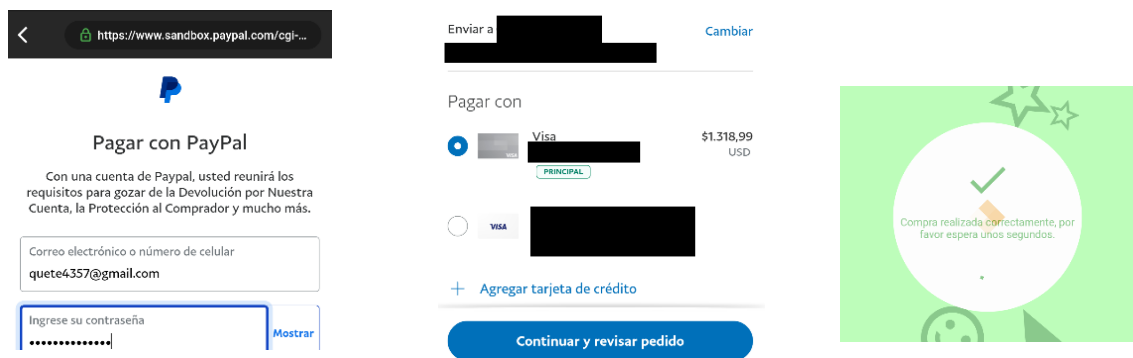 https://www.sandbox.paypal.com/cgi-...
Pagar con PayPal
Con una cuenta de Paypal, usted reunirá los
requisitos para gozar de la Devolución por Nuestra
Cuenta, la Protección al Comprador y mucho más.
Correo electrónico o número de celular
quete4357@gmail.com
Ingrese su contraseña
••••••••••••••
Mostrar
Enviar a
Cambiar
Pagar con
Visa
$1.318,99
USD
VISA
PRINCIPAL
VISA
Agregar tarjeta de crédito
Continuar y revisar pedido
Compra realizada correctamente, por
favor espera unos segundos.